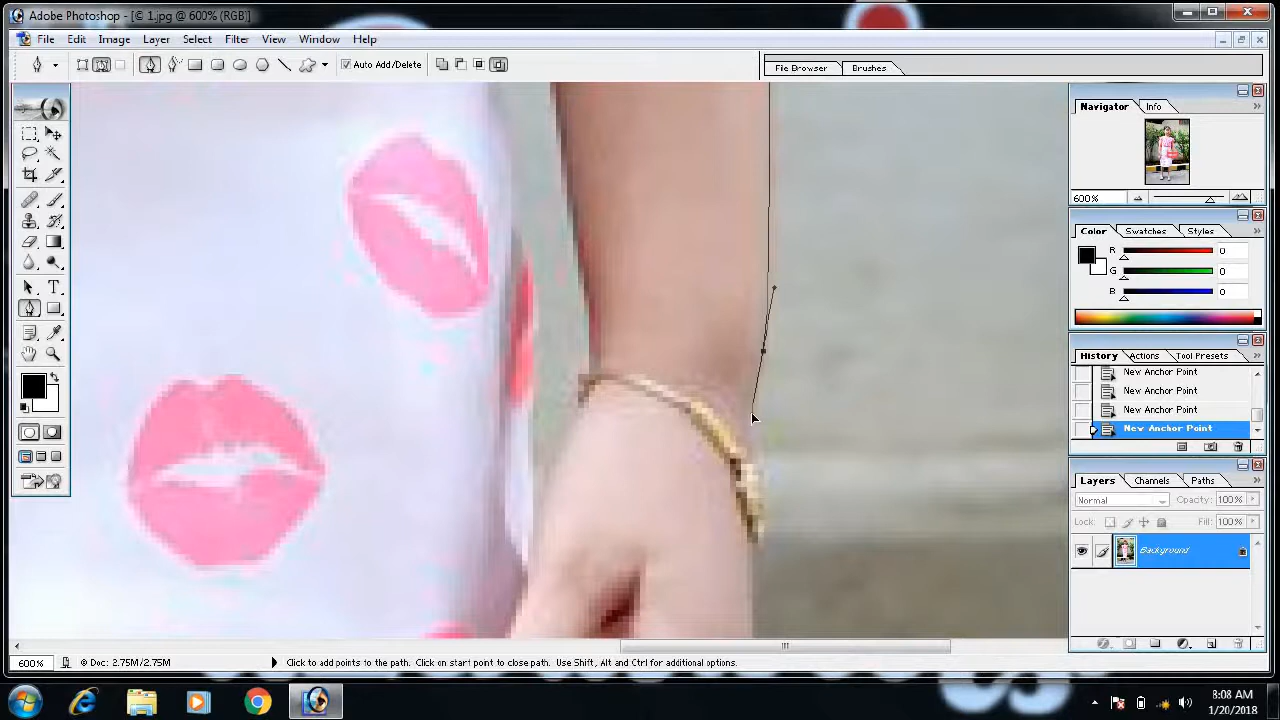 Adobe Photoshop - [© 1.jpg @ 600% (RGB)]
File Edit Image Layer Select Filter View Window Help
Auto Add/Delete
File Browser Brushes
Navigator Info
600%
Color Swatches Styles
R 0
G 0
B 0
History Actions Tool Presets
New Anchor Point
New Anchor Point
New Anchor Point
New Anchor Point
Layers Channels Paths
Normal Opacity: 100%
Lock: Fill: 100%
Background
600% Doc: 2.75M/2.75M Click to add points to the path. Click on start point to close path. Use Shift, Alt and Ctrl for additional options.
8:08 AM
1/20/2018